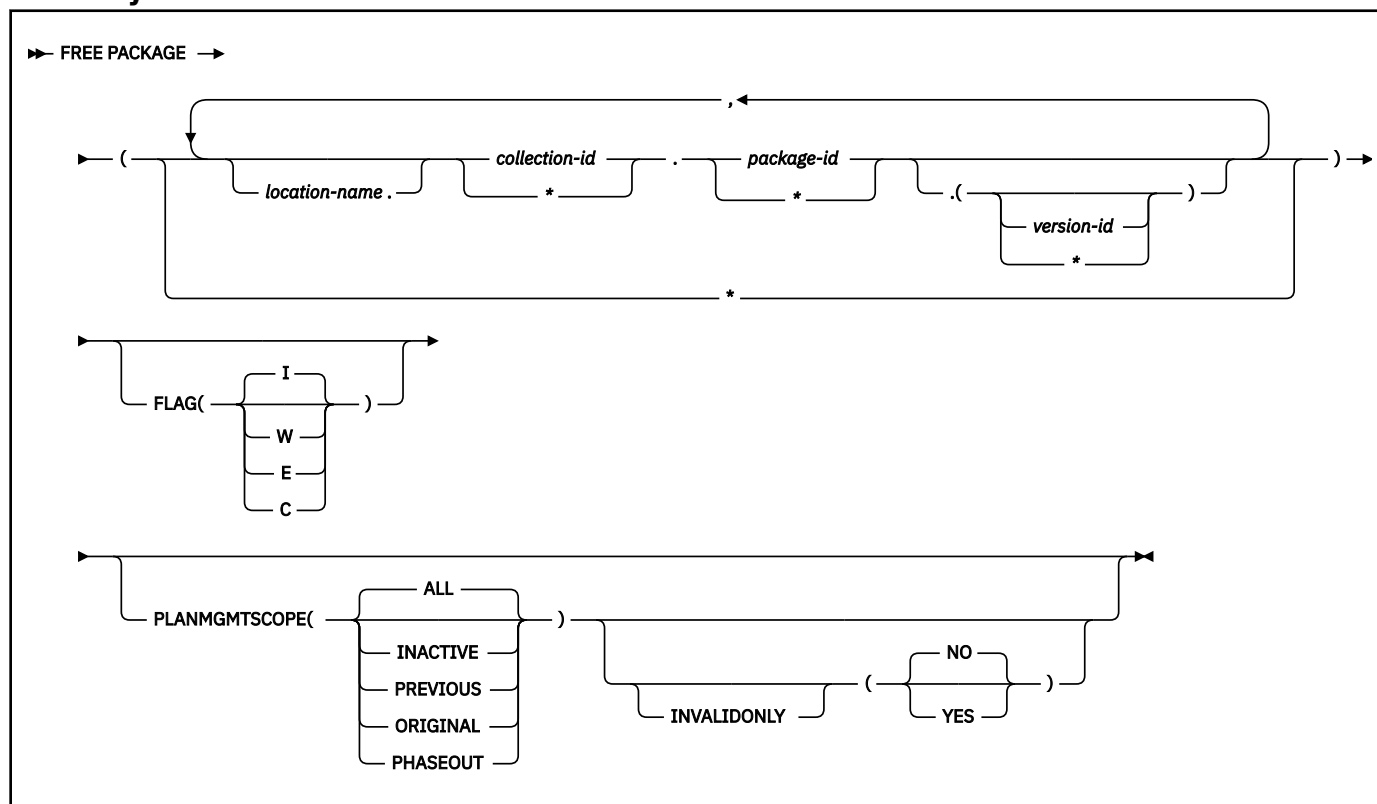 FREE PACKAGE
,
( collection-id . package-id )
location-name . * * .( )
version-id
*
*
I
FLAG( )
W
E
C
ALL
PLANMGMTSCOPE( )
INACTIVE NO
PREVIOUS ( )
INVALIDONLY YES
ORIGINAL
PHASEOUT